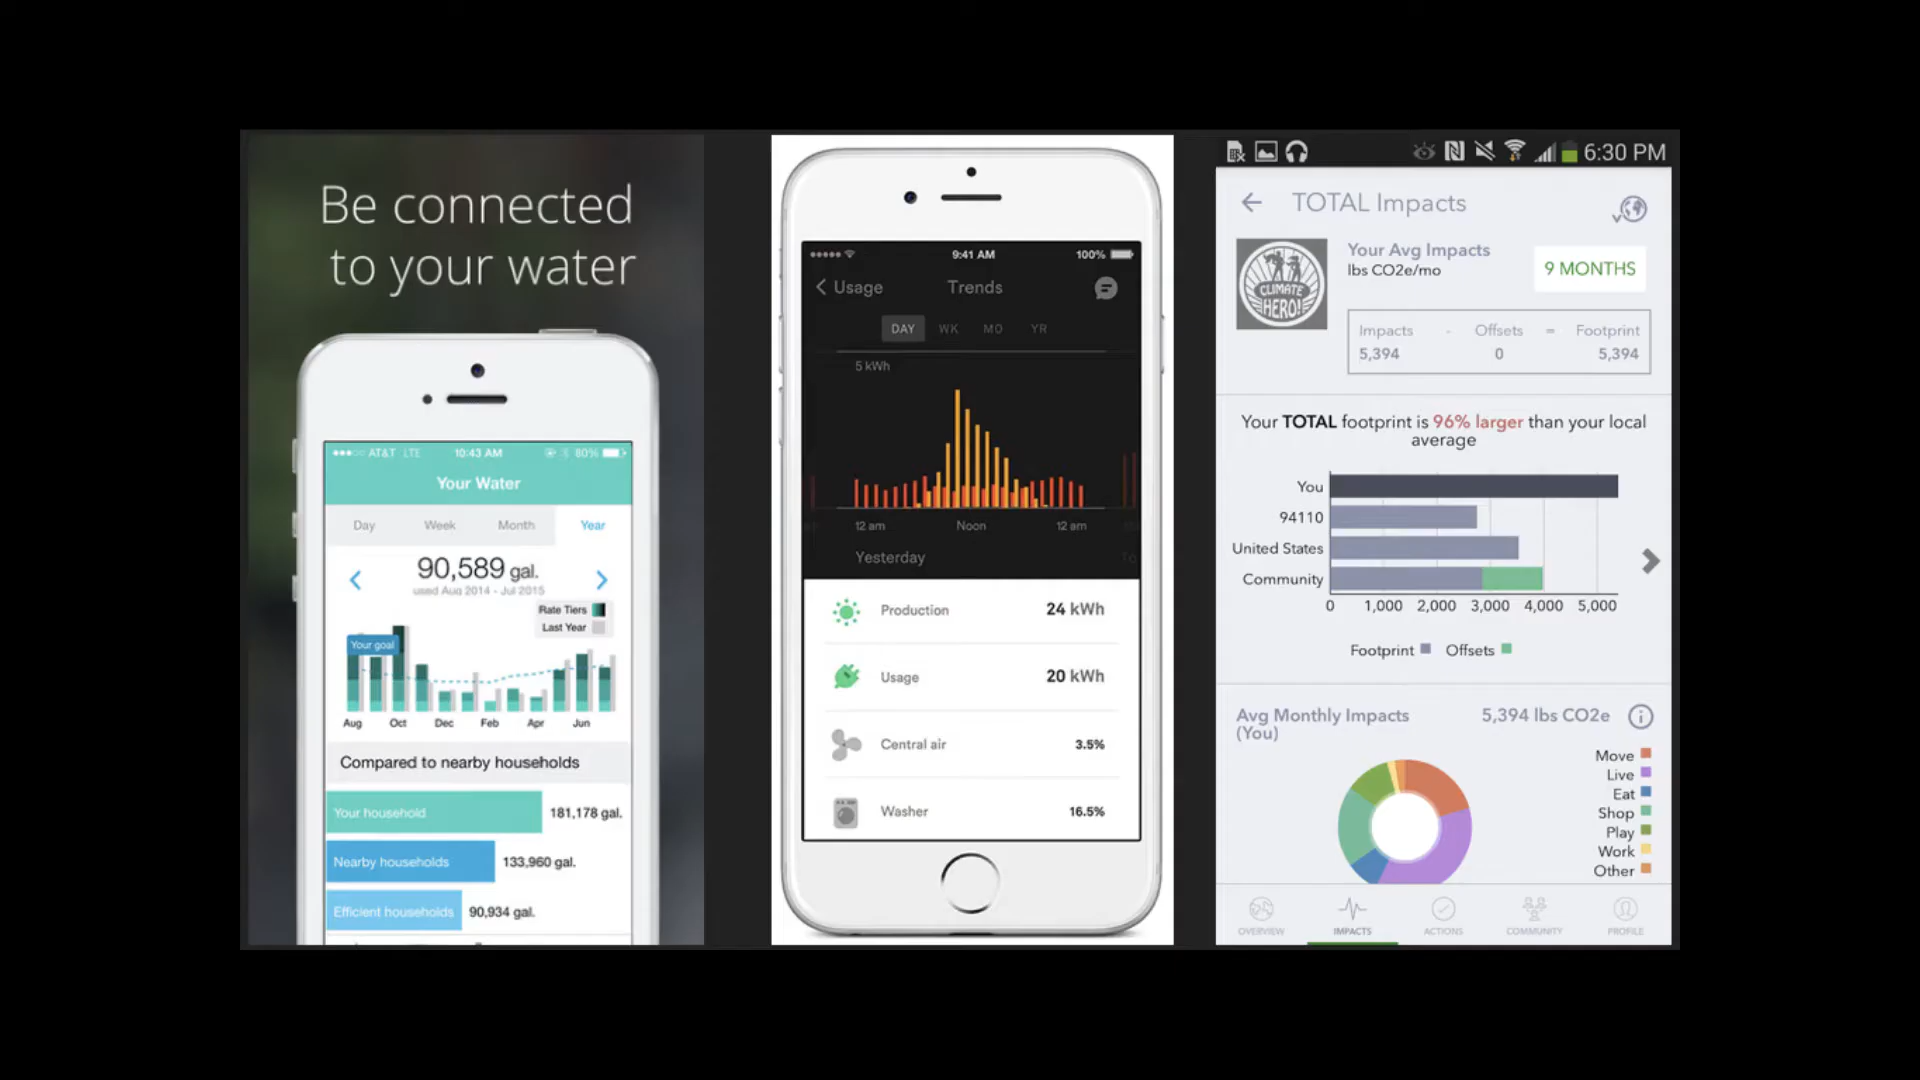 Be connected
to your water
AT&T LTE 10:43 AM 80%
Your Water
Day Week Month Year
90,589 gal.
used Aug 2014 - Jul 2015
Rate Tiers
Last Year
Your goal
Aug Oct Dec Feb Apr Jun
Compared to nearby households
Your household 181,178 gal.
Nearby households 133,960 gal.
Efficient households 90,934 gal.
9:41 AM 100%
Usage Trends
DAY WK MO YR
5 kWh
12 am Noon 12 am
Yesterday
Production 24 kWh
Usage 20 kWh
Central air 3.5%
Washer 16.5%
6:30 PM
TOTAL Impacts
CLIMATE
HERO!
Your Avg Impacts
lbs CO2e/mo
9 MONTHS
Impacts - Offsets = Footprint
5,394 0 5,394
Your TOTAL footprint is 96% larger than your local
average
You
94110
United States
Community
0 1,000 2,000 3,000 4,000 5,000
Footprint Offsets
Avg Monthly Impacts 5,394 lbs CO2e
(You)
Move
Live
Eat
Shop
Play
Work
Other
OVERVIEW IMPACTS ACTIONS COMMUNITY PROFILE